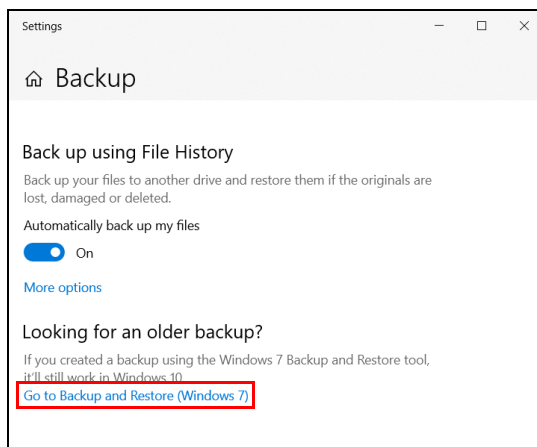 Settings
Backup
Back up using File History
Back up your files to another drive and restore them if the originals are
lost, damaged or deleted.
Automatically back up my files
On
More options
Looking for an older backup?
If you created a backup using the Windows 7 Backup and Restore tool,
it'll still work in Windows 10.
Go to Backup and Restore (Windows 7)